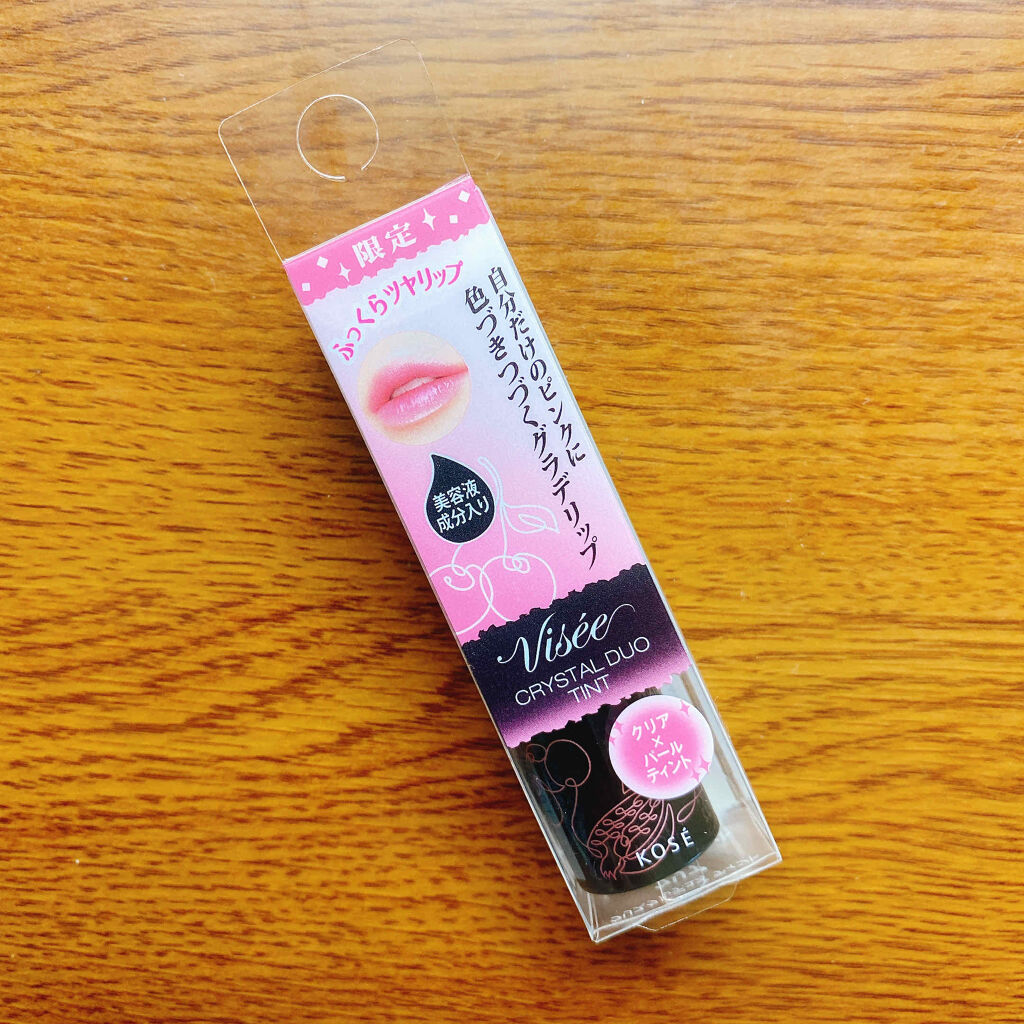 限定
ふっくらツヤリップ
自分だけのピンクに
色づきつづくグラデリップ
美容液
成分入り
Visée
CRYSTAL DUO
TINT
クリア
×
パール
ティント
KOSÉ